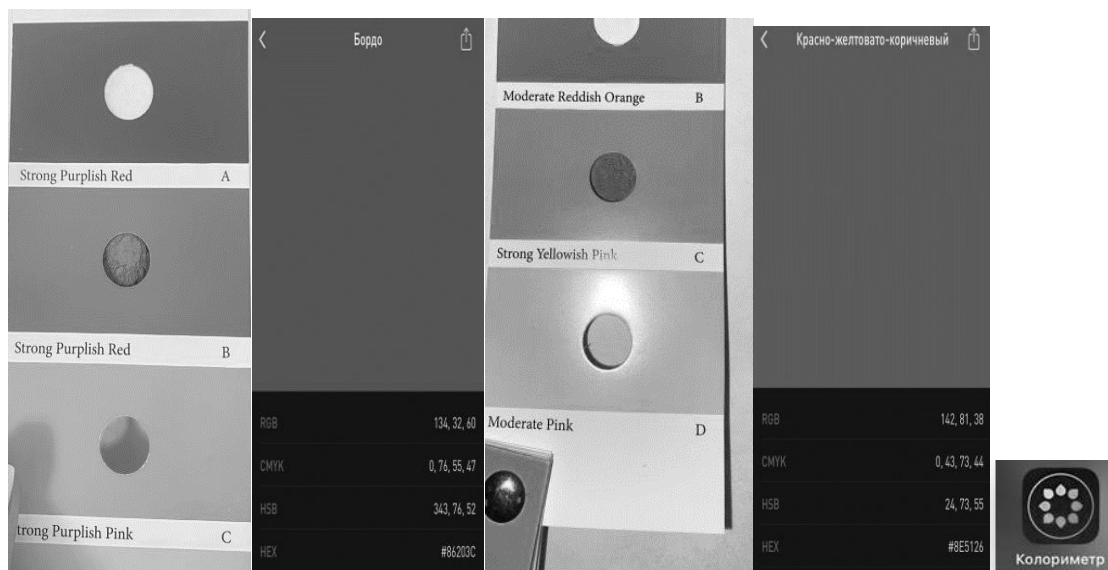 Strong Purplish Red A
Strong Purplish Red B
trong Purplish Pink C
Бордо
RGB 134, 32, 60
CMYK 0, 76, 55, 47
HSB 343, 76, 52
HEX #86203C
Moderate Reddish Orange B
Strong Yellowish Pink C
Moderate Pink D
Красно-желтовато-коричневый
RGB 142, 81, 38
CMYK 0, 43, 73, 44
HSB 24, 73, 55
HEX #8E5126
Колориметр